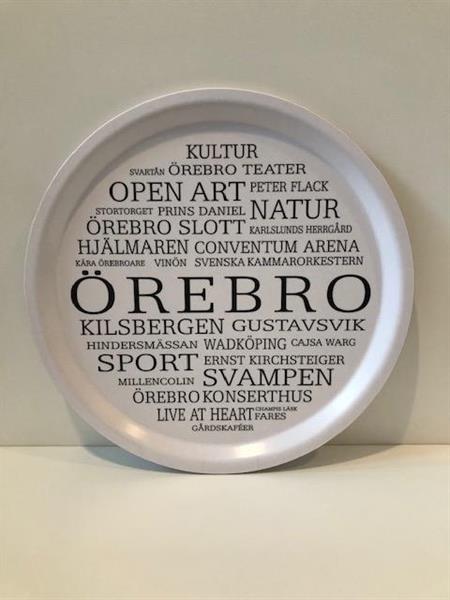 KULTUR
SVARTÅN ÖREBRO TEATER
OPEN ART PETER FLACK
STORTORGET PRINS DANIEL NATUR
ÖREBRO SLOTT KARLSLUNDS HERRGÅRD
HJÄLMAREN CONVENTUM ARENA
KÄRA ÖREBROARE VINÖN SVENSKA KAMMARORKESTERN
ÖREBRO
KILSBERGEN GUSTAVSVIK
HINDERSMÄSSAN WADKÖPING CAJSA WARG
SPORT ERNST KIRCHSTEIGER
MILLENCOLIN SVAMPEN
ÖREBRO KONSERTHUS
LIVE AT HEART CHAMPIS LÄSK FARES
GÅRDSKAFÉER